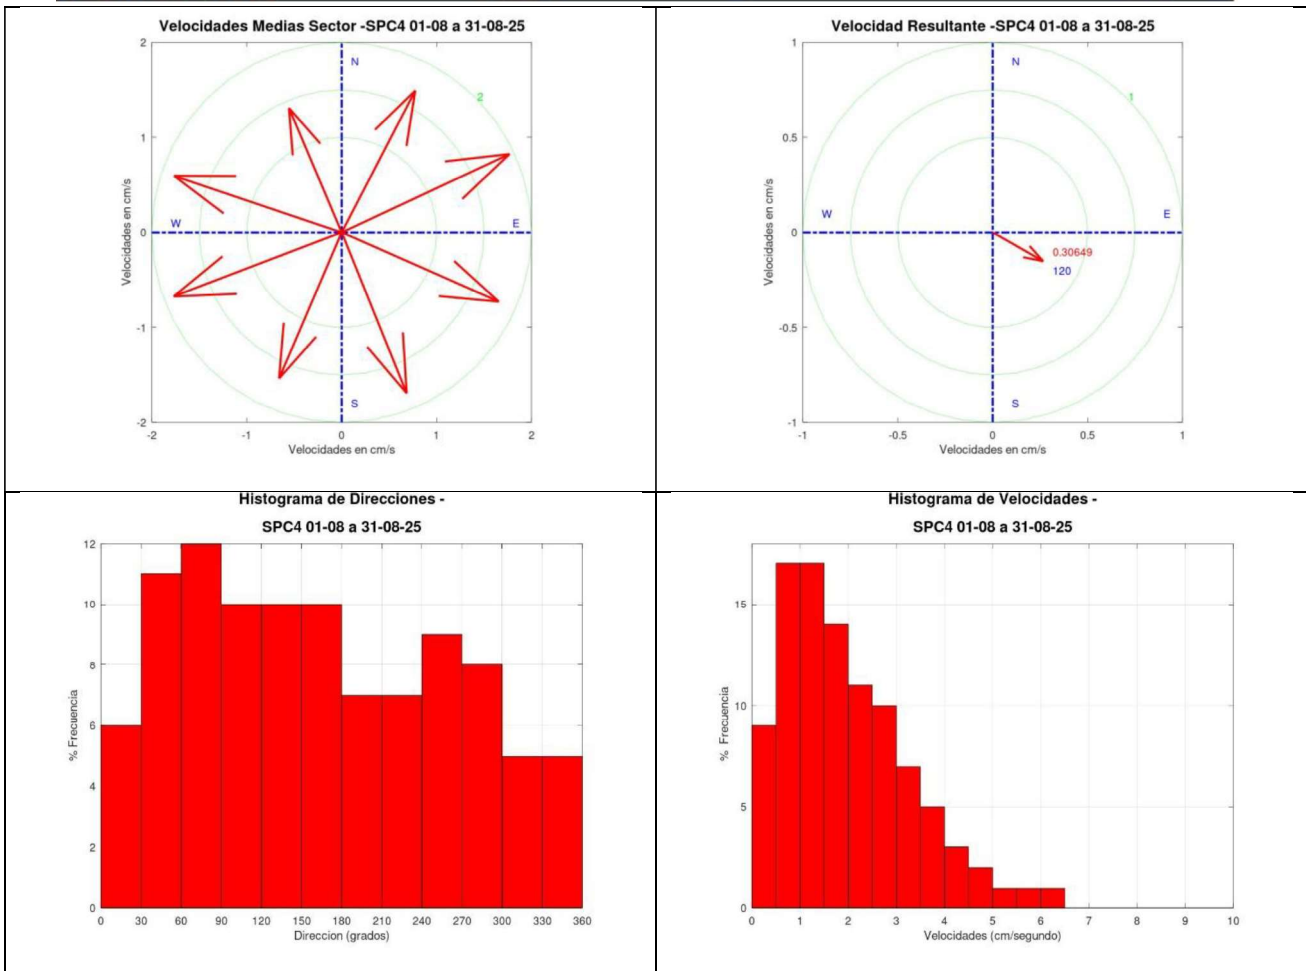 Velocidades Medias Sector -SPC4 01-08 a 31-08-25
2
N
2
1
W
E
0
Velocidades en cm/s
-1
S
-2
-2 -1 0 1 2
Velocidades en cm/s
Velocidad Resultante -SPC4 01-08 a 31-08-25
1
N
1
0.5
W
E
0
0.30649
120
Velocidades en cm/s
-0.5
S
-1
-1 -0.5 0 0.5 1
Velocidades en cm/s
Histograma de Direcciones -
SPC4 01-08 a 31-08-25
12
10
8
6
4
2
0
% Frecuencia
0 30 60 90 120 150 180 210 240 270 300 330 360
Direccion (grados)
Histograma de Velocidades -
SPC4 01-08 a 31-08-25
15
10
5
0
% Frecuencia
0 1 2 3 4 5 6 7 8 9 10
Velocidades (cm/segundo)